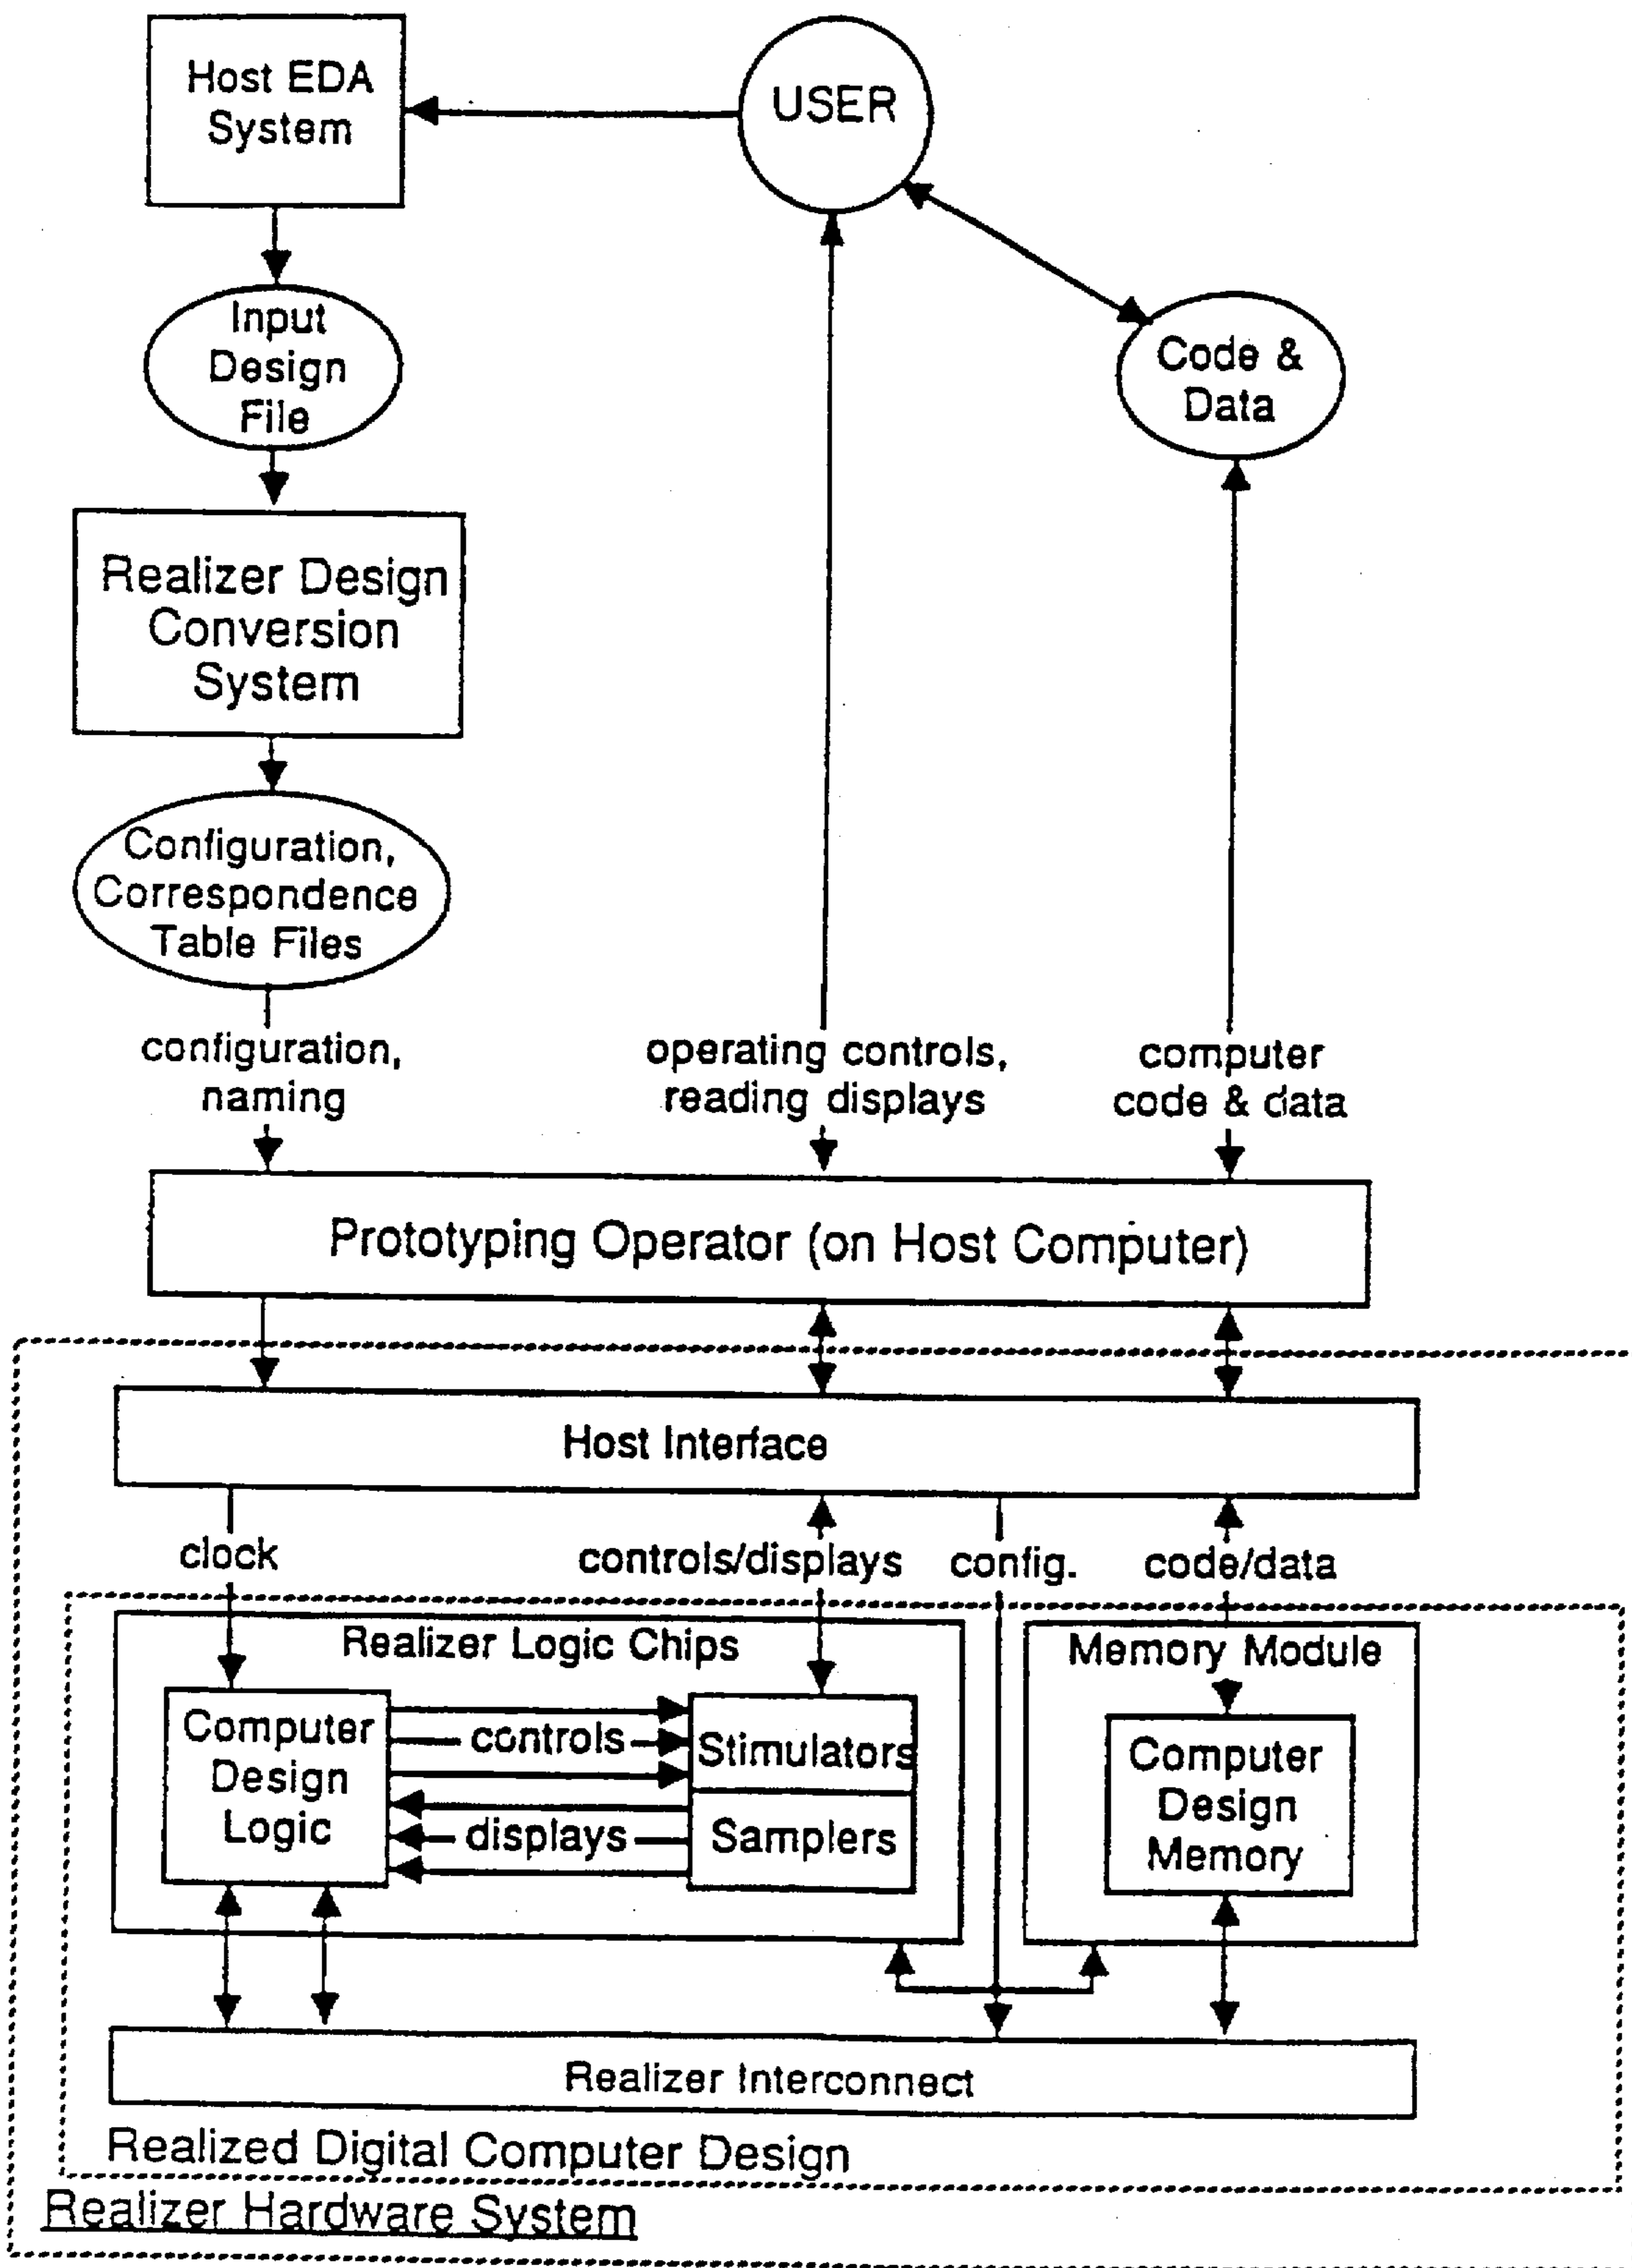 Host EDA
System
USER
Input
Design
File
Code &
Data
Realizer Design
Conversion
System
Configuration,
Correspondence
Table Files
configuration,
naming
operating controls,
reading displays
computer
code & data
Prototyping Operator (on Host Computer)
Host Interface
clock
controls/displays
config.
code/data
Realizer Logic Chips
Memory Module
Computer
Design
Logic
controls
displays
Stimulators
Samplers
Computer
Design
Memory
Realizer Interconnect
Realized Digital Computer Design
Realizer Hardware System